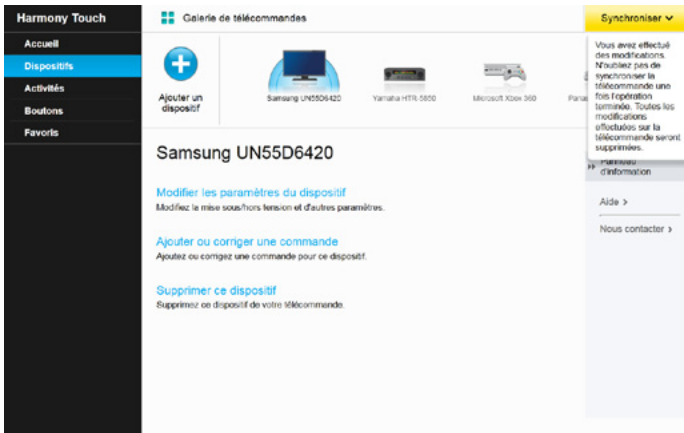 Harmony Touch
Galerie de télécommandes
Synchroniser
Accueil
Dispositifs
Activités
Boutons
Favoris
Ajouter un
dispositif
Samsung UN55D6420
Yamaha HTR-5850
Microsoft Xbox 360
Vous avez effectué
des modifications.
N'oubliez pas de
synchroniser la
télécommande une
fois l'opération
terminée. Toutes les
modifications
effectuées sur la
télécommande seront
supprimées.
d'information
Aide >
Nous contacter >
Samsung UN55D6420
Modifier les paramètres du dispositif
Modifiez la mise sous/hors tension et d'autres paramètres.
Ajouter ou corriger une commande
Ajoutez ou corrigez une commande pour ce dispositif.
Supprimer ce dispositif
Supprimez ce dispositif de votre télécommande.